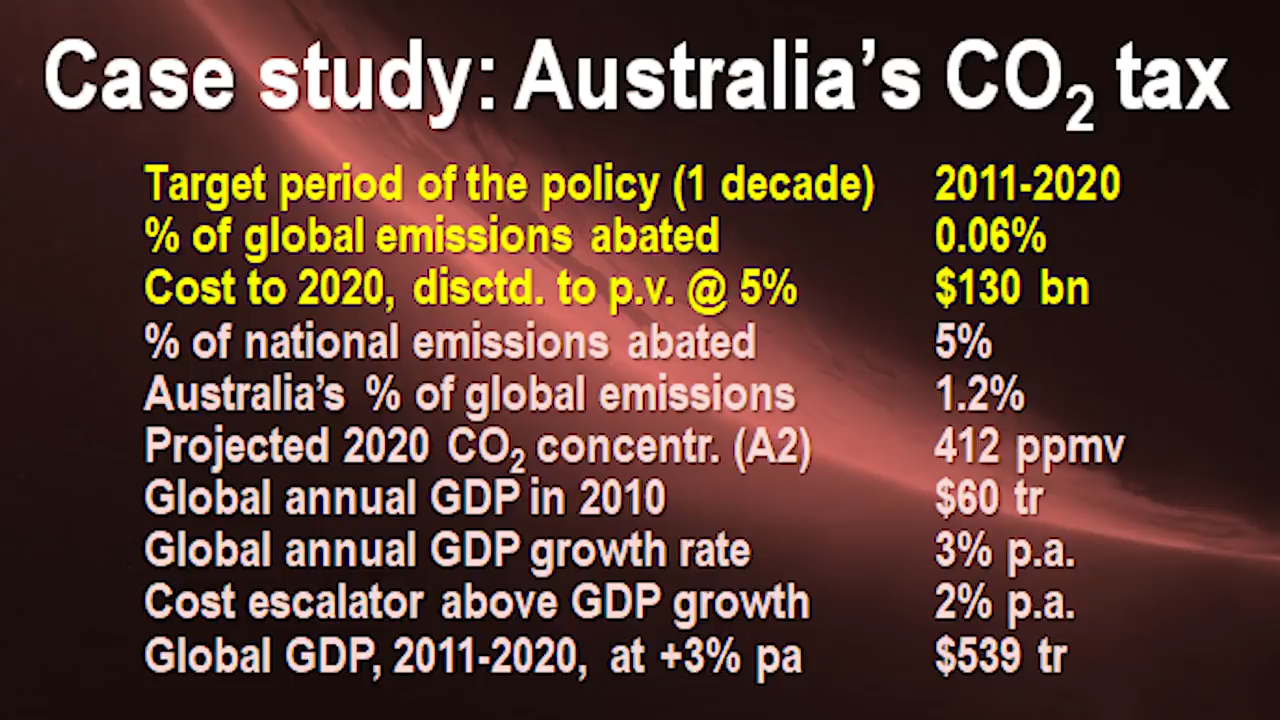 Case study: Australia’s CO₂ tax
Target period of the policy (1 decade) 2011-2020
% of global emissions abated 0.06%
Cost to 2020, disctd. to p.v. @ 5% $130 bn
% of national emissions abated 5%
Australia’s % of global emissions 1.2%
Projected 2020 CO₂ concentr. (A2) 412 ppmv
Global annual GDP in 2010 $60 tr
Global annual GDP growth rate 3% p.a.
Cost escalator above GDP growth 2% p.a.
Global GDP, 2011-2020, at +3% pa $539 tr